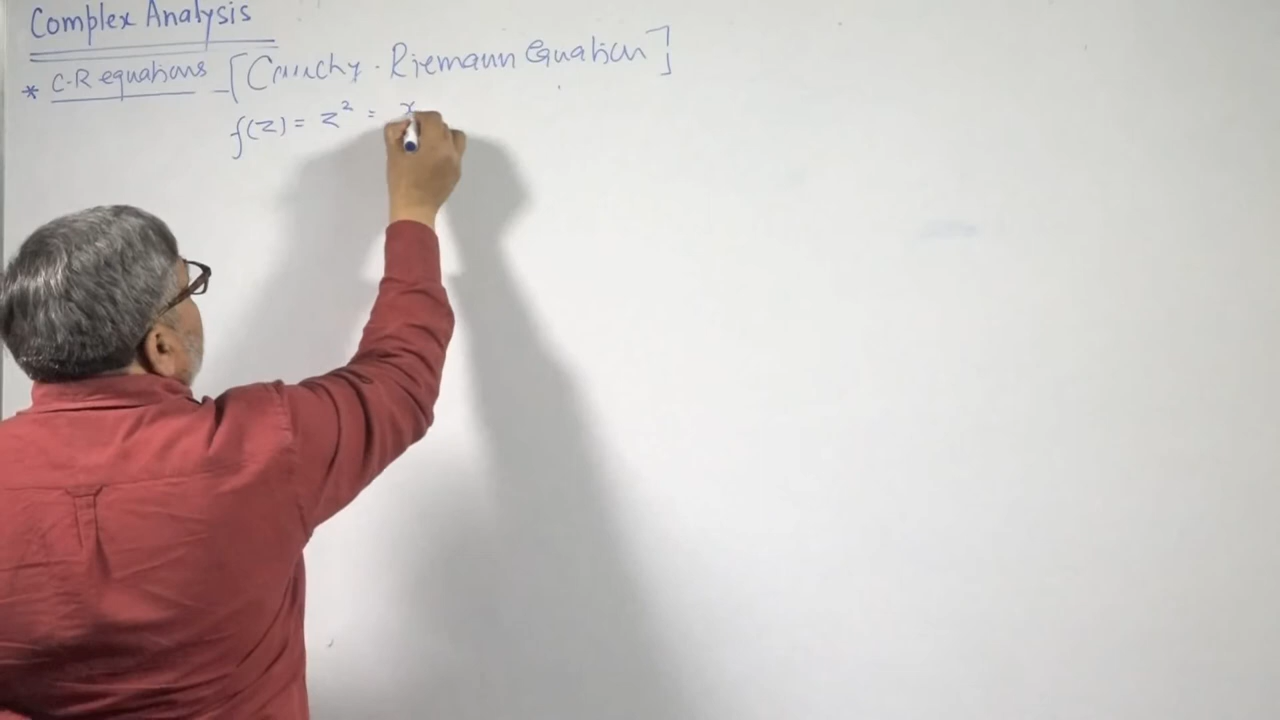 Complex Analysis
* C-R equations - [Cauchy-Riemann Equation]
f(z) = z² = x